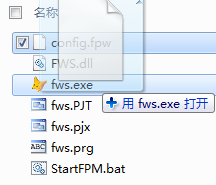 名称
config.fpw
FWS.dll
fws.exe
fws.PJT
用 fws.exe 打开
fws.pjx
fws.prg
StartFPM.bat